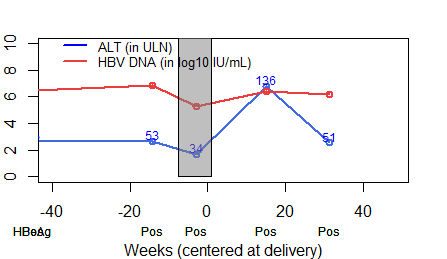 10
8
6
4
2
0
ALT (in ULN)
HBV DNA (in log10 IU/mL)
53
34
136
51
-40
-20
0
20
40
HBeAg
Pos
Pos
Pos
Pos
Weeks (centered at delivery)